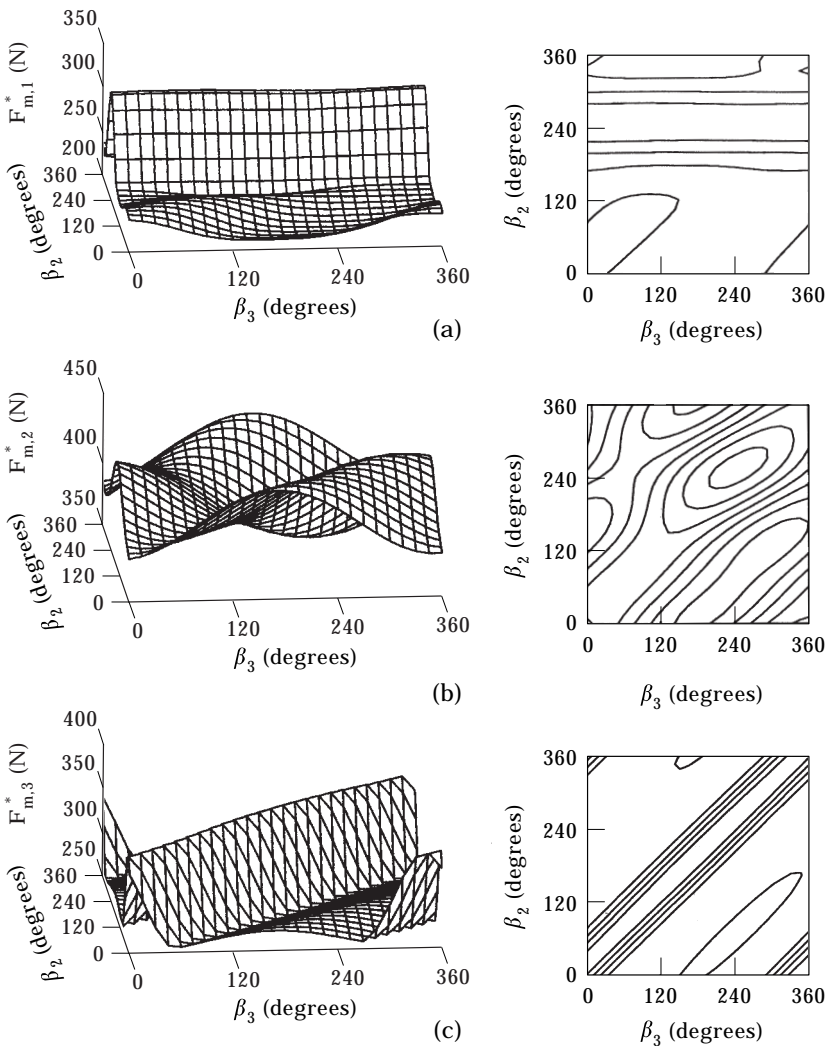 350
300
250
200
F*m,1 (N)
360
240
120
0
β2 (degrees)
0 120 240 360
β3 (degrees)
360
240
120
0
β2 (degrees)
0 120 240 360
β3 (degrees)
(a)
450
400
350
F*m,2 (N)
360
240
120
0
β2 (degrees)
0 120 240 360
β3 (degrees)
360
240
120
0
β2 (degrees)
0 120 240 360
β3 (degrees)
(b)
400
350
300
250
F*m,3 (N)
360
240
120
0
β2 (degrees)
0 120 240 360
β3 (degrees)
360
240
120
0
β2 (degrees)
0 120 240 360
β3 (degrees)
(c)